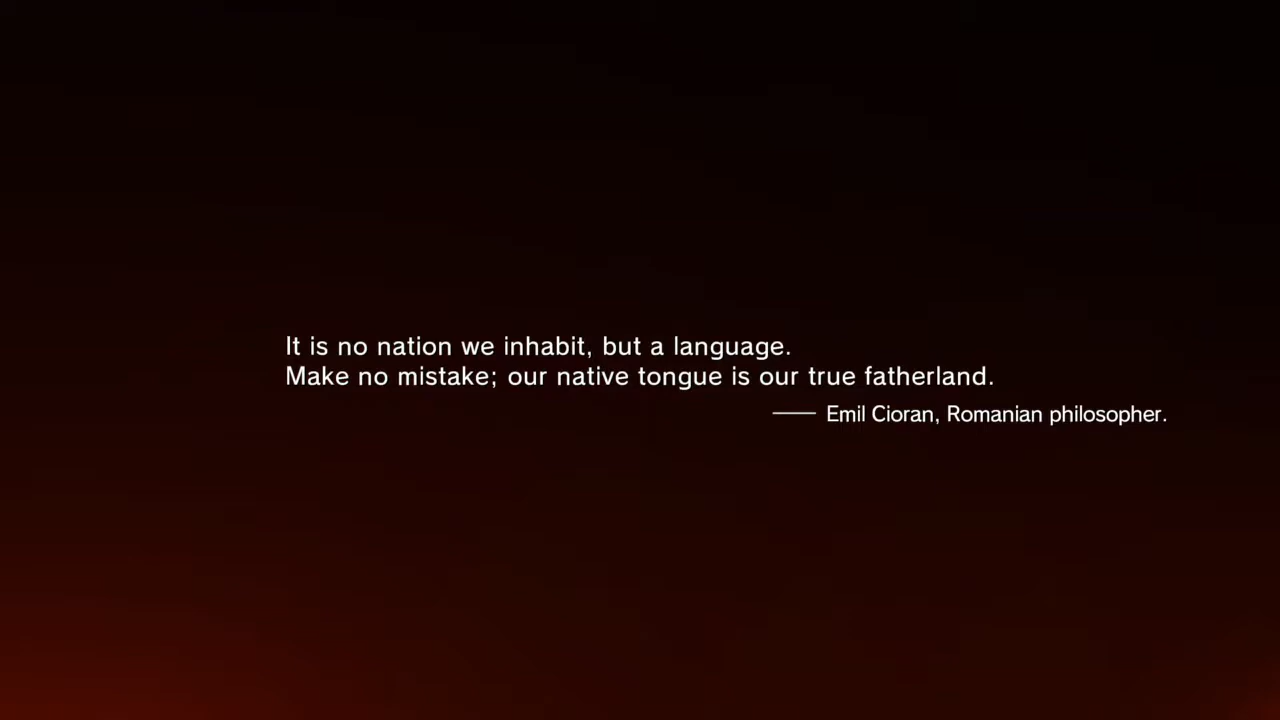 It is no nation we inhabit, but a language.
Make no mistake; our native tongue is our true fatherland.
—— Emil Cioran, Romanian philosopher.